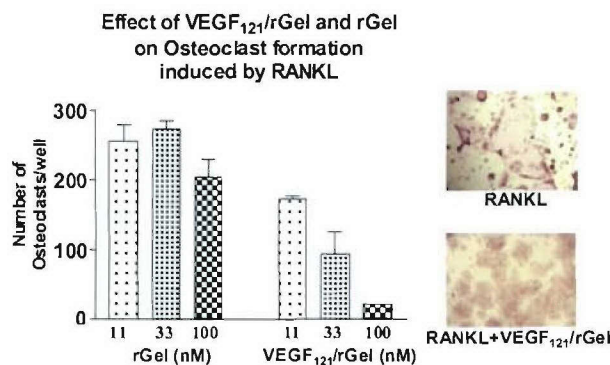 Effect of VEGF₁₂₁/rGel and rGel
on Osteoclast formation
induced by RANKL
Number of
Osteoclasts/well
300
200
100
0
11 33 100 11 33 100
rGel (nM) VEGF₁₂₁/rGel (nM)
RANKL
RANKL+VEGF₁₂₁/rGel